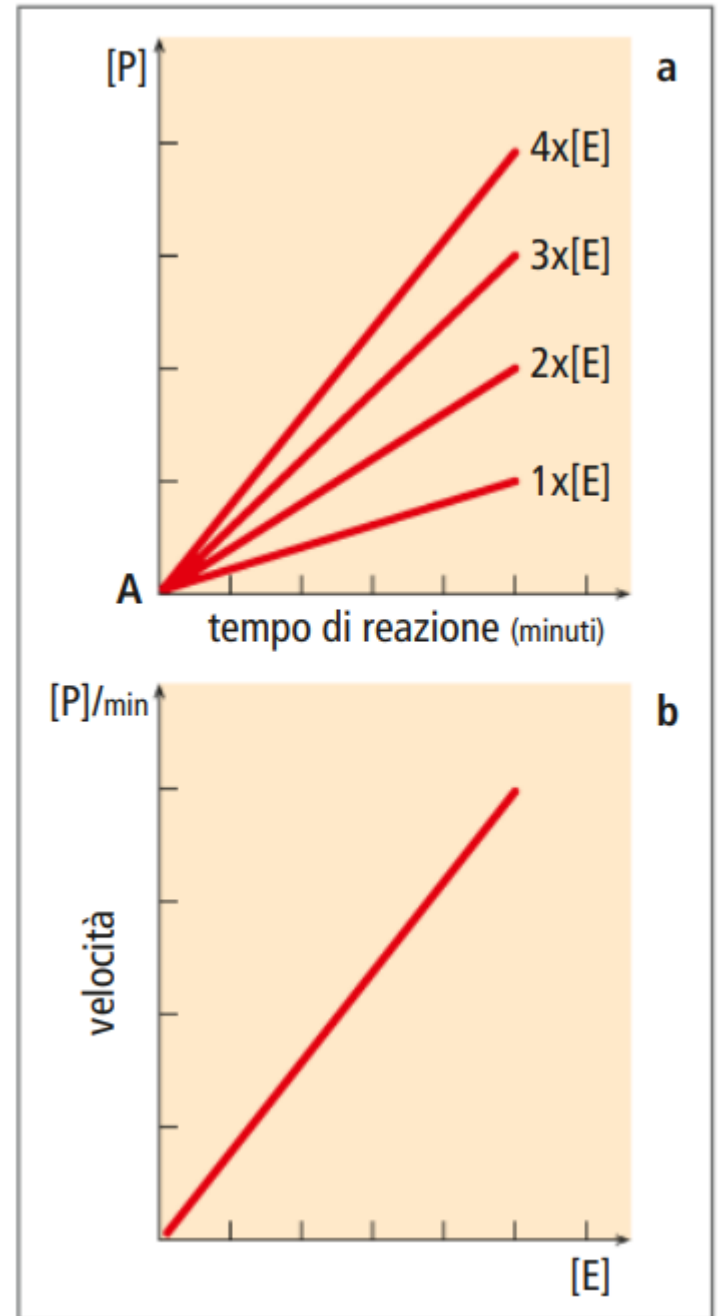 [P]
a
4x[E]
3x[E]
2x[E]
1x[E]
A
tempo di reazione (minuti)
[P]/min
b
velocità
[E]